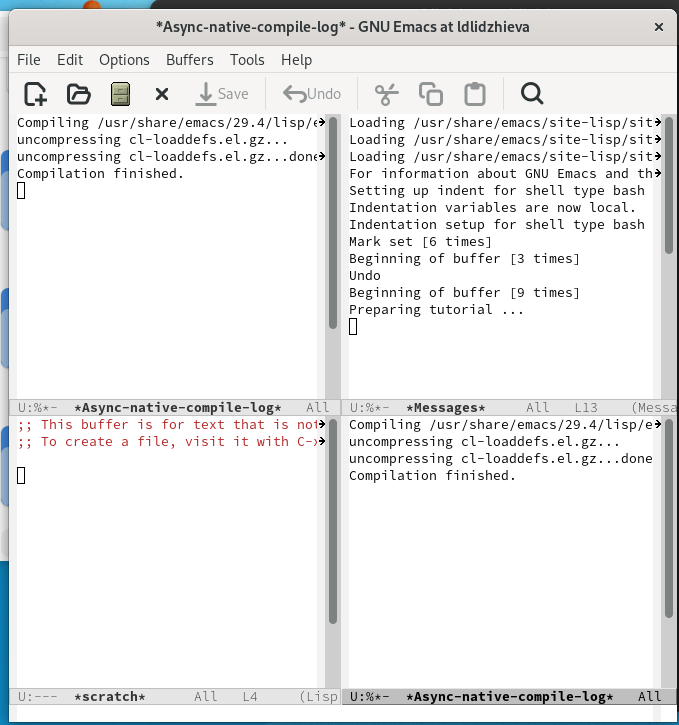 *Async-native-compile-log* - GNU Emacs at ldlidzhieva
File Edit Options Buffers Tools Help
Save Undo
Compiling /usr/share/emacs/29.4/lisp/e
uncompressing cl-loaddefs.el.gz...
uncompressing cl-loaddefs.el.gz...done
Compilation finished.
U:%*- *Async-native-compile-log* All
Loading /usr/share/emacs/site-lisp/sit
Loading /usr/share/emacs/site-lisp/sit
Loading /usr/share/emacs/site-lisp/sit
For information about GNU Emacs and th
Setting up indent for shell type bash
Indentation variables are now local.
Indentation setup for shell type bash
Mark set [6 times]
Beginning of buffer [3 times]
Undo
Beginning of buffer [9 times]
Preparing tutorial ...
U:%*- *Messages* All L13 (Messa
;; This buffer is for text that is not
;; To create a file, visit it with C-x
U:--- *scratch* All L4 (Lisp
Compiling /usr/share/emacs/29.4/lisp/e
uncompressing cl-loaddefs.el.gz...
uncompressing cl-loaddefs.el.gz...done
Compilation finished.
U:%*- *Async-native-compile-log* All